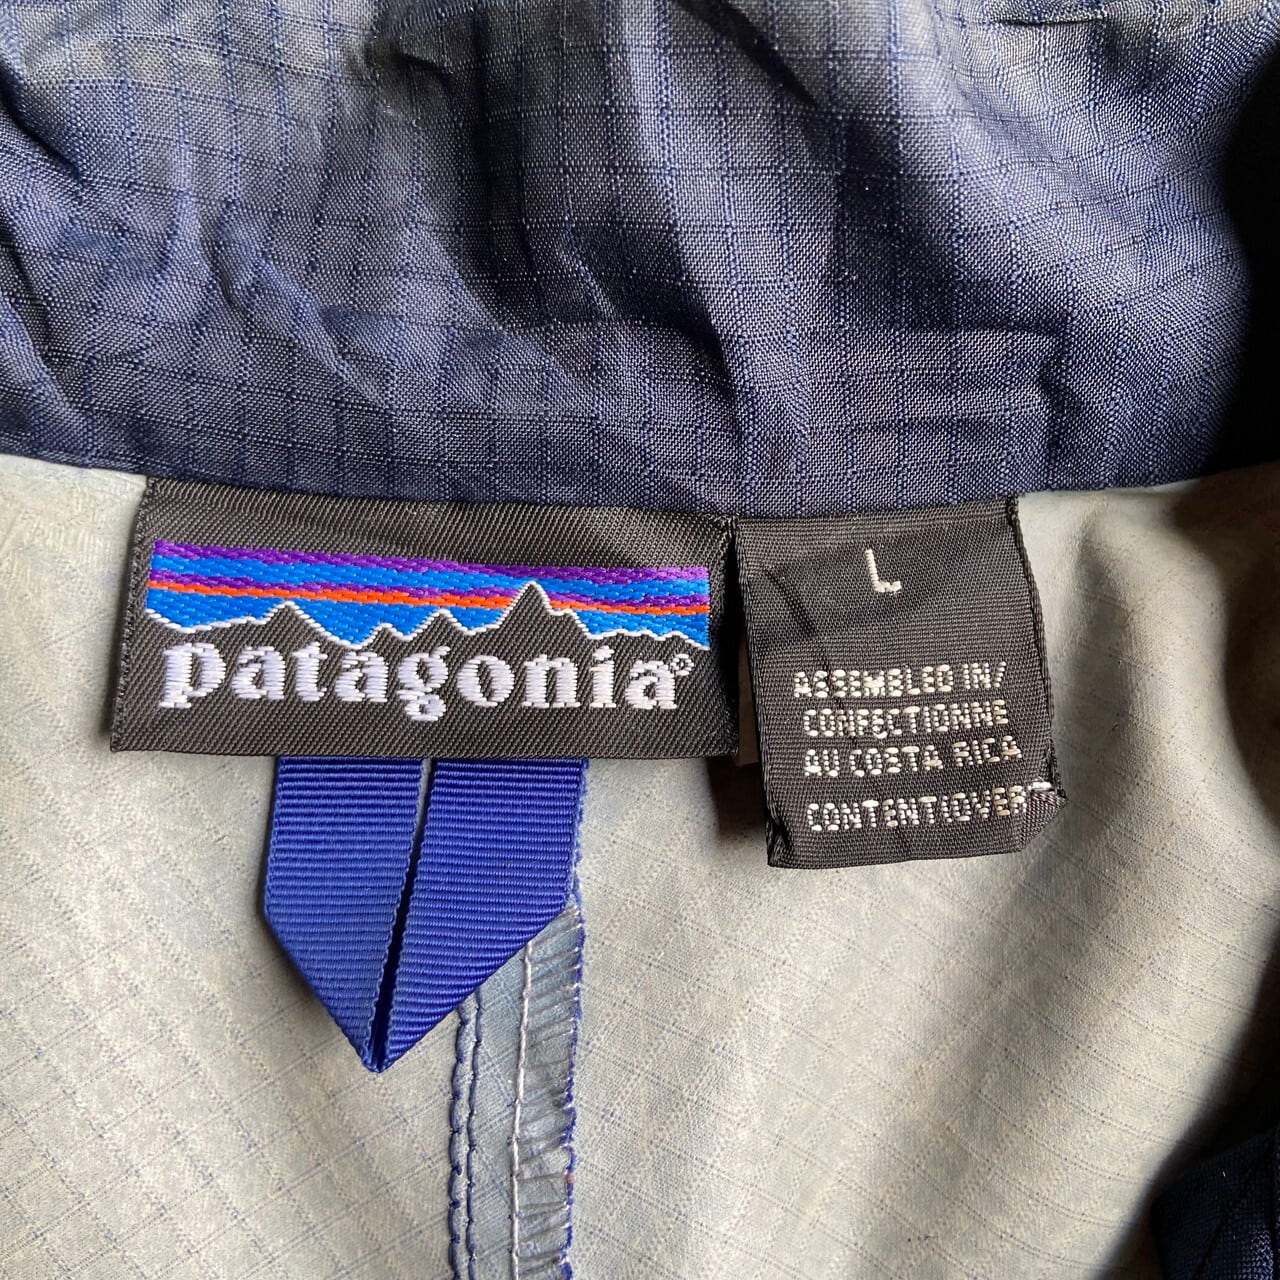 patagonia®
L
ASSEMBLED IN/
CONFECTIONNE
AU COSTA RICA
CONTENT(OVER)